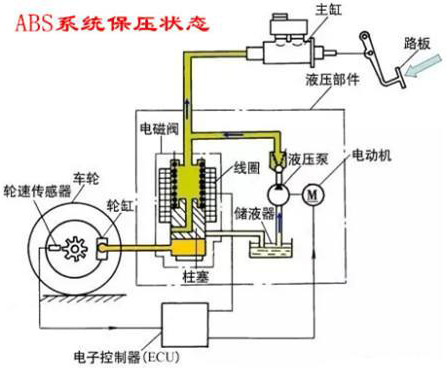 ABS系统保压状态
主缸
路板
液压部件
电磁阀
线圈
液压泵
电动机
M
车轮
轮速传感器
轮缸
储液器
柱塞
电子控制器(ECU)